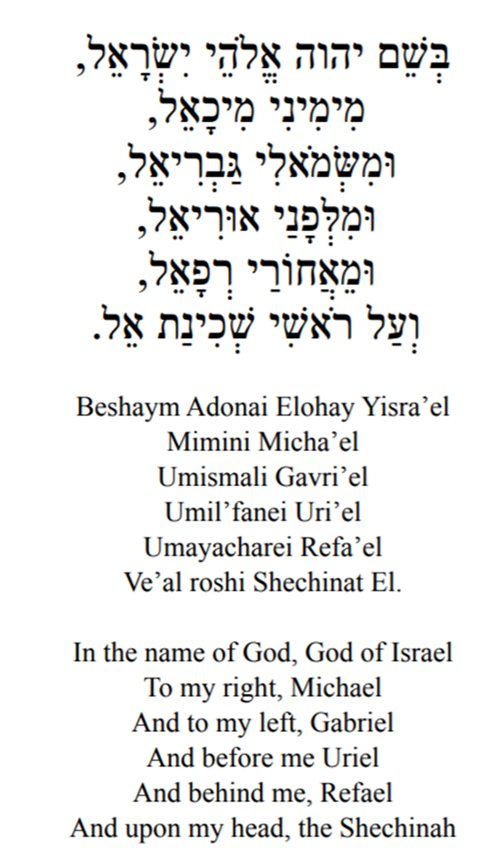 בְּשֵׁם יהוה אֱלֹהֵי יִשְׂרָאֵל,
מִימִינִי מִיכָאֵל,
וּמִשְּׂמֹאלִי גַּבְרִיאֵל,
וּמִלְּפָנַי אוּרִיאֵל,
וּמֵאֲחוֹרַי רְפָאֵל,
וְעַל רֹאשִׁי שְׁכִינַת אֵל.
Beshaym Adonai Elohay Yisra’el
Mimini Micha’el
Umismali Gavri’el
Umil’fanei Uri’el
Umayacharei Refa’el
Ve’al roshi Shechinat El.
In the name of God, God of Israel
To my right, Michael
And to my left, Gabriel
And before me Uriel
And behind me, Refael
And upon my head, the Shechinah